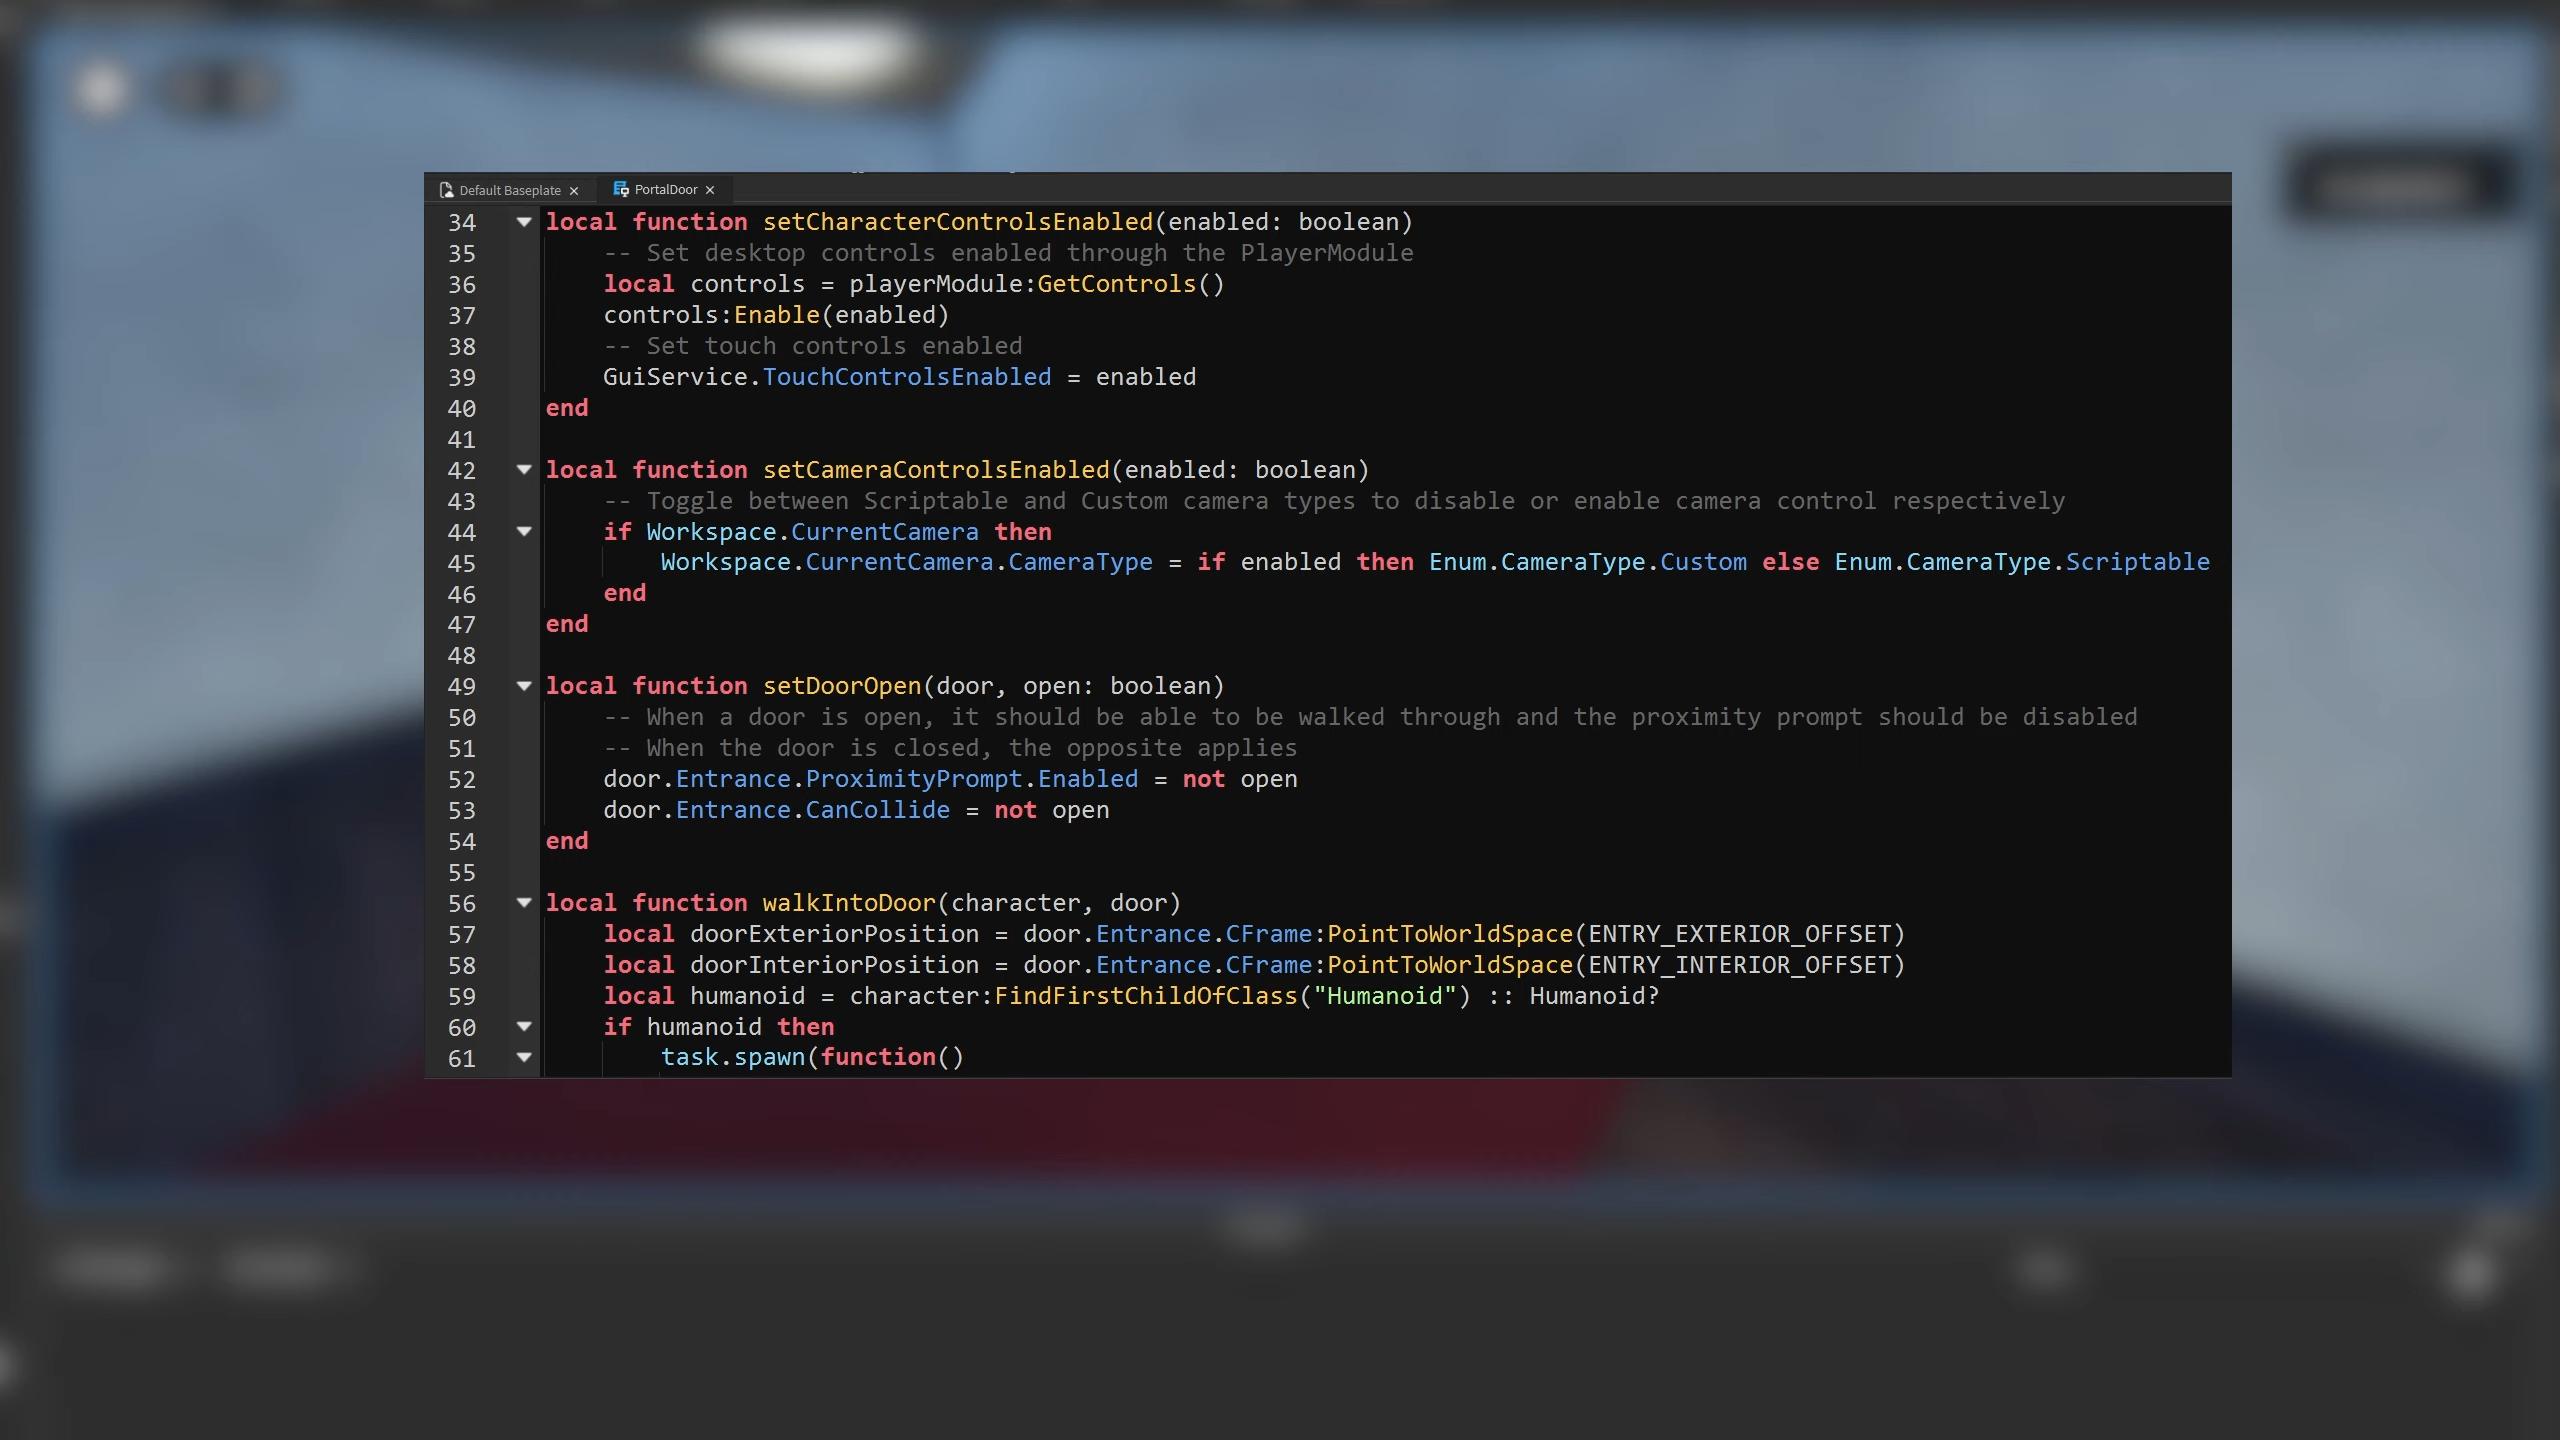 Default Baseplate
PortalDoor
34 local function setCharacterControlsEnabled(enabled: boolean)
35 -- Set desktop controls enabled through the PlayerModule
36 local controls = playerModule:GetControls()
37 controls:Enable(enabled)
38 -- Set touch controls enabled
39 GuiService.TouchControlsEnabled = enabled
40 end
41
42 local function setCameraControlsEnabled(enabled: boolean)
43 -- Toggle between Scriptable and Custom camera types to disable or enable camera control respectively
44 if Workspace.CurrentCamera then
45 Workspace.CurrentCamera.CameraType = if enabled then Enum.CameraType.Custom else Enum.CameraType.Scriptable
46 end
47 end
48
49 local function setDoorOpen(door, open: boolean)
50 -- When a door is open, it should be able to be walked through and the proximity prompt should be disabled
51 -- When the door is closed, the opposite applies
52 door.Entrance.ProximityPrompt.Enabled = not open
53 door.Entrance.CanCollide = not open
54 end
55
56 local function walkIntoDoor(character, door)
57 local doorExteriorPosition = door.Entrance.CFrame:PointToWorldSpace(ENTRY_EXTERIOR_OFFSET)
58 local doorInteriorPosition = door.Entrance.CFrame:PointToWorldSpace(ENTRY_INTERIOR_OFFSET)
59 local humanoid = character:FindFirstChildOfClass("Humanoid") :: Humanoid?
60 if humanoid then
61 task.spawn(function()